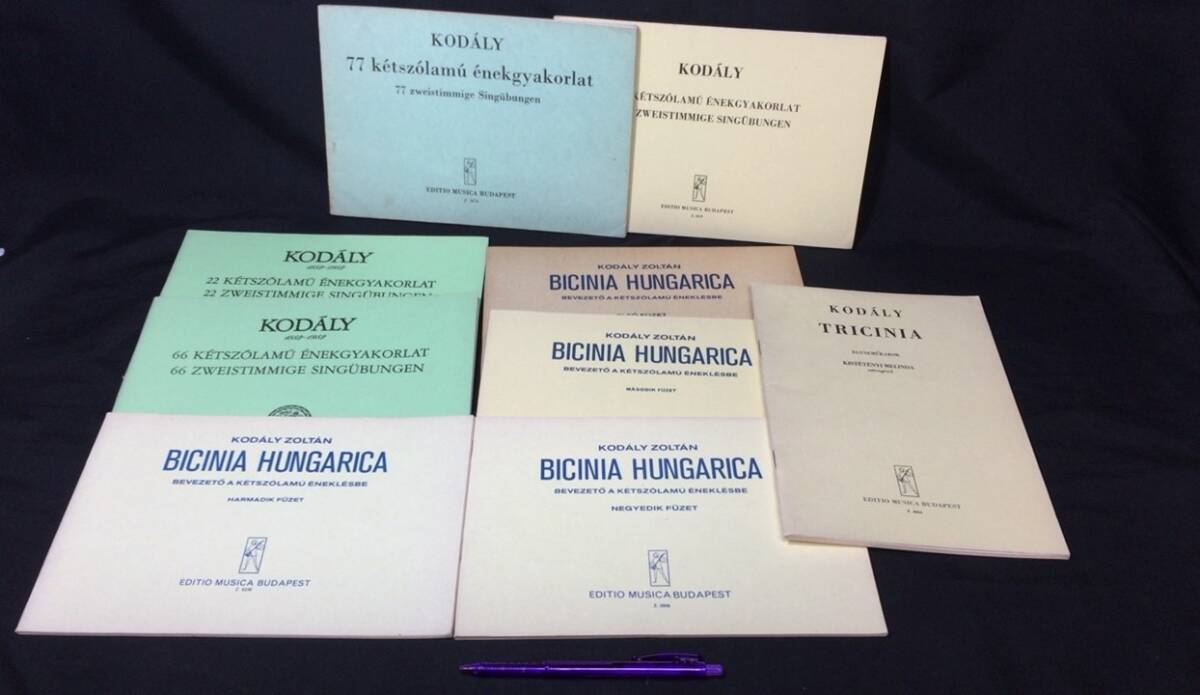 KODÁLY
77 kétszólamú énekgyakorlat
77 zweistimmige Singübungen
EDITIO MUSICA BUDAPEST
KODÁLY
KÉTSZÓLAMÚ ÉNEKGYAKORLAT
ZWEISTIMMIGE SINGÜBUNGEN
EDITIO MUSICA BUDAPEST
KODÁLY
22 KÉTSZÓLAMÚ ÉNEKGYAKORLAT
22 ZWEISTIMMIGE SINGÜBUNGEN
KODÁLY
66 KÉTSZÓLAMÚ ÉNEKGYAKORLAT
66 ZWEISTIMMIGE SINGÜBUNGEN
KODÁLY ZOLTÁN
BICINIA HUNGARICA
BEVEZETŐ A KÉTSZÓLAMÚ ÉNEKLÉSBE
KODÁLY ZOLTÁN
BICINIA HUNGARICA
BEVEZETŐ A KÉTSZÓLAMÚ ÉNEKLÉSBE
MÁSODIK FÜZET
KODÁLY
TRICINIA
EGYNEMŰKAROK
KISTÉTÉNYI MELINDA
KODÁLY ZOLTÁN
BICINIA HUNGARICA
BEVEZETŐ A KÉTSZÓLAMÚ ÉNEKLÉSBE
HARMADIK FÜZET
EDITIO MUSICA BUDAPEST
KODÁLY ZOLTÁN
BICINIA HUNGARICA
BEVEZETŐ A KÉTSZÓLAMÚ ÉNEKLÉSBE
NEGYEDIK FÜZET
EDITIO MUSICA BUDAPEST
EDITIO MUSICA BUDAPEST